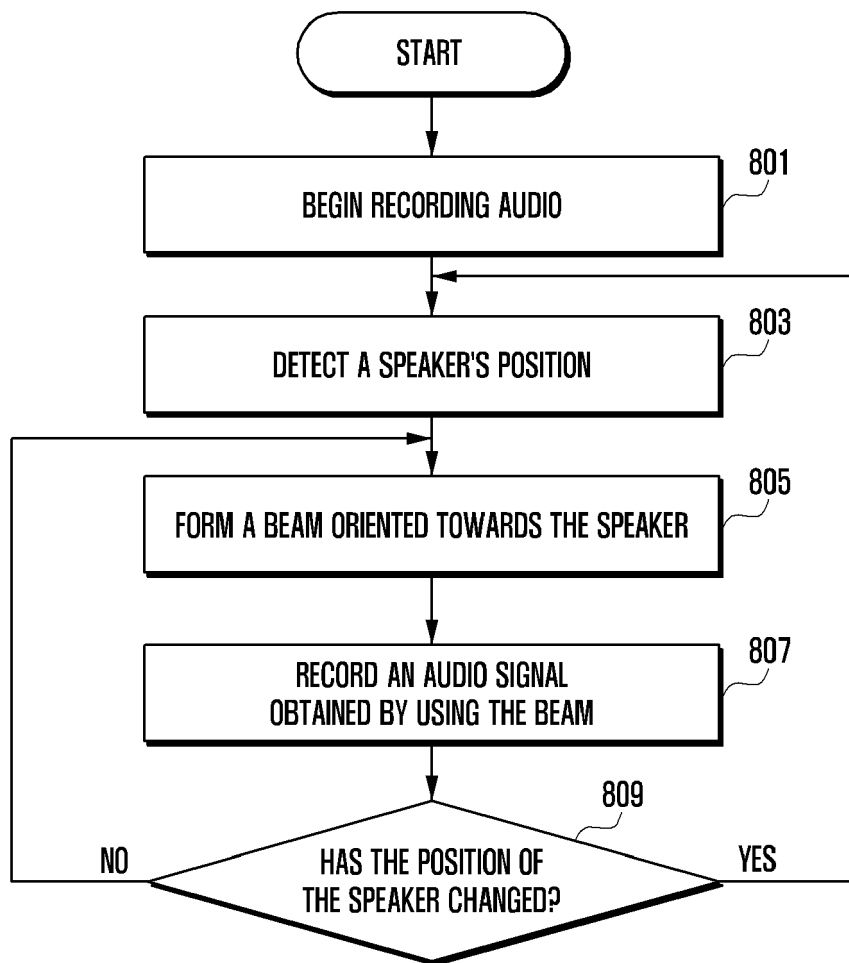 START
801
BEGIN RECORDING AUDIO
803
DETECT A SPEAKER'S POSITION
805
FORM A BEAM ORIENTED TOWARDS THE SPEAKER
807
RECORD AN AUDIO SIGNAL
OBTAINED BY USING THE BEAM
809
NO
HAS THE POSITION OF
THE SPEAKER CHANGED?
YES